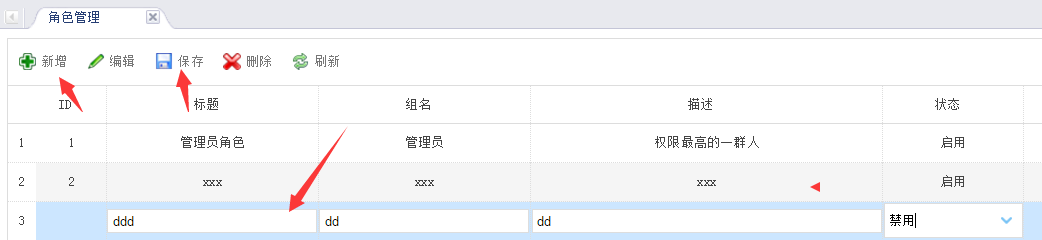 角色管理
新增 编辑 保存 删除 刷新
ID 标题 组名 描述 状态
1 1 管理员角色 管理员 权限最高的一群人 启用
2 2 xxx xxx xxx 启用
3 ddd dd dd 禁用